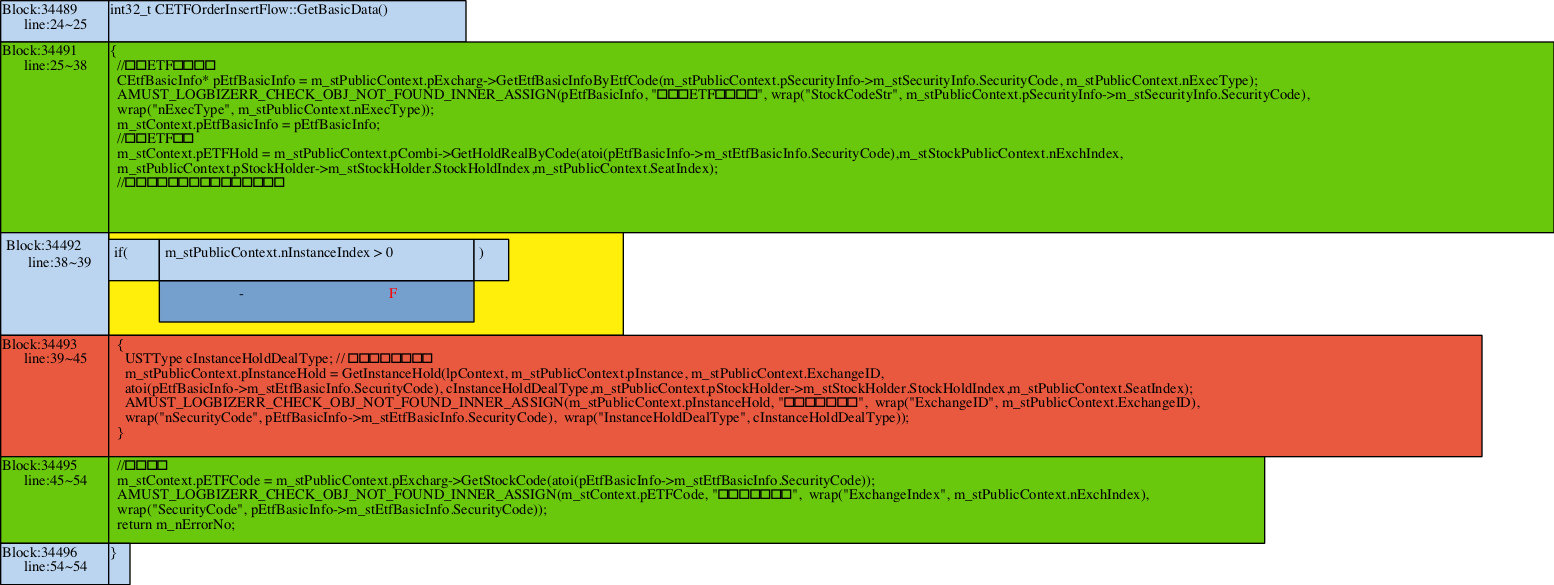 Block:34489
line:24~25
int32_t CETFOrderInsertFlow::GetBasicData()
Block:34491
line:25~38
{
//□□ETF□□□□
CEtfBasicInfo* pEtfBasicInfo = m_stPublicContext.pExcharg->GetEtfBasicInfoByEtfCode(m_stPublicContext.pSecurityInfo->m_stSecurityInfo.SecurityCode, m_stPublicContext.nExecType);
AMUST_LOGBIZERR_CHECK_OBJ_NOT_FOUND_INNER_ASSIGN(pEtfBasicInfo, "□□□ETF□□□□", wrap("StockCodeStr", m_stPublicContext.pSecurityInfo->m_stSecurityInfo.SecurityCode),
wrap("nExecType", m_stPublicContext.nExecType));
m_stContext.pEtfBasicInfo = pEtfBasicInfo;
//□□ETF□□
m_stContext.pETFHold = m_stPublicContext.pCombi->GetHoldRealByCode(atoi(pEtfBasicInfo->m_stEtfBasicInfo.SecurityCode),m_stStockPublicContext.nExchIndex,
m_stPublicContext.pStockHolder->m_stStockHolder.StockHoldIndex,m_stPublicContext.SeatIndex);
//□□□□□□□□□□□□□□□
Block:34492
line:38~39
if( m_stPublicContext.nInstanceIndex > 0 )
- F
Block:34493
line:39~45
{
USTType cInstanceHoldDealType; // □□□□□□□□
m_stPublicContext.pInstanceHold = GetInstanceHold(lpContext, m_stPublicContext.pInstance, m_stPublicContext.ExchangeID,
atoi(pEtfBasicInfo->m_stEtfBasicInfo.SecurityCode), cInstanceHoldDealType,m_stPublicContext.pStockHolder->m_stStockHolder.StockHoldIndex,m_stPublicContext.SeatIndex);
AMUST_LOGBIZERR_CHECK_OBJ_NOT_FOUND_INNER_ASSIGN(m_stPublicContext.pInstanceHold, "□□□□□□□", wrap("ExchangeID", m_stPublicContext.ExchangeID),
wrap("nSecurityCode", pEtfBasicInfo->m_stEtfBasicInfo.SecurityCode), wrap("InstanceHoldDealType", cInstanceHoldDealType));
}
Block:34495
line:45~54
//□□□□
m_stContext.pETFCode = m_stPublicContext.pExcharg->GetStockCode(atoi(pEtfBasicInfo->m_stEtfBasicInfo.SecurityCode));
AMUST_LOGBIZERR_CHECK_OBJ_NOT_FOUND_INNER_ASSIGN(m_stContext.pETFCode, "□□□□□□□", wrap("ExchangeIndex", m_stPublicContext.nExchIndex),
wrap("SecurityCode", pEtfBasicInfo->m_stEtfBasicInfo.SecurityCode));
return m_nErrorNo;
Block:34496
line:54~54
}